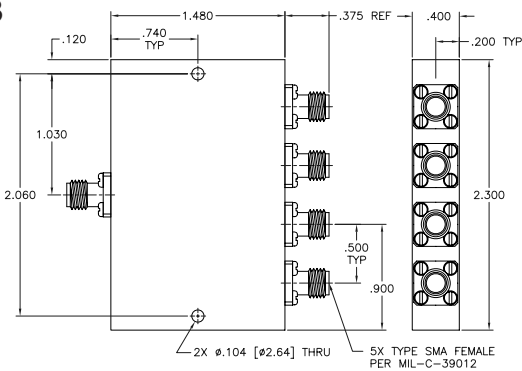 1.480
.375 REF
.400
.740
TYP
.120
.200 TYP
1.030
2.060
2.300
.500
TYP
.900
2X ø.104 [ø2.64] THRU
5X TYPE SMA FEMALE
PER MIL-C-39012